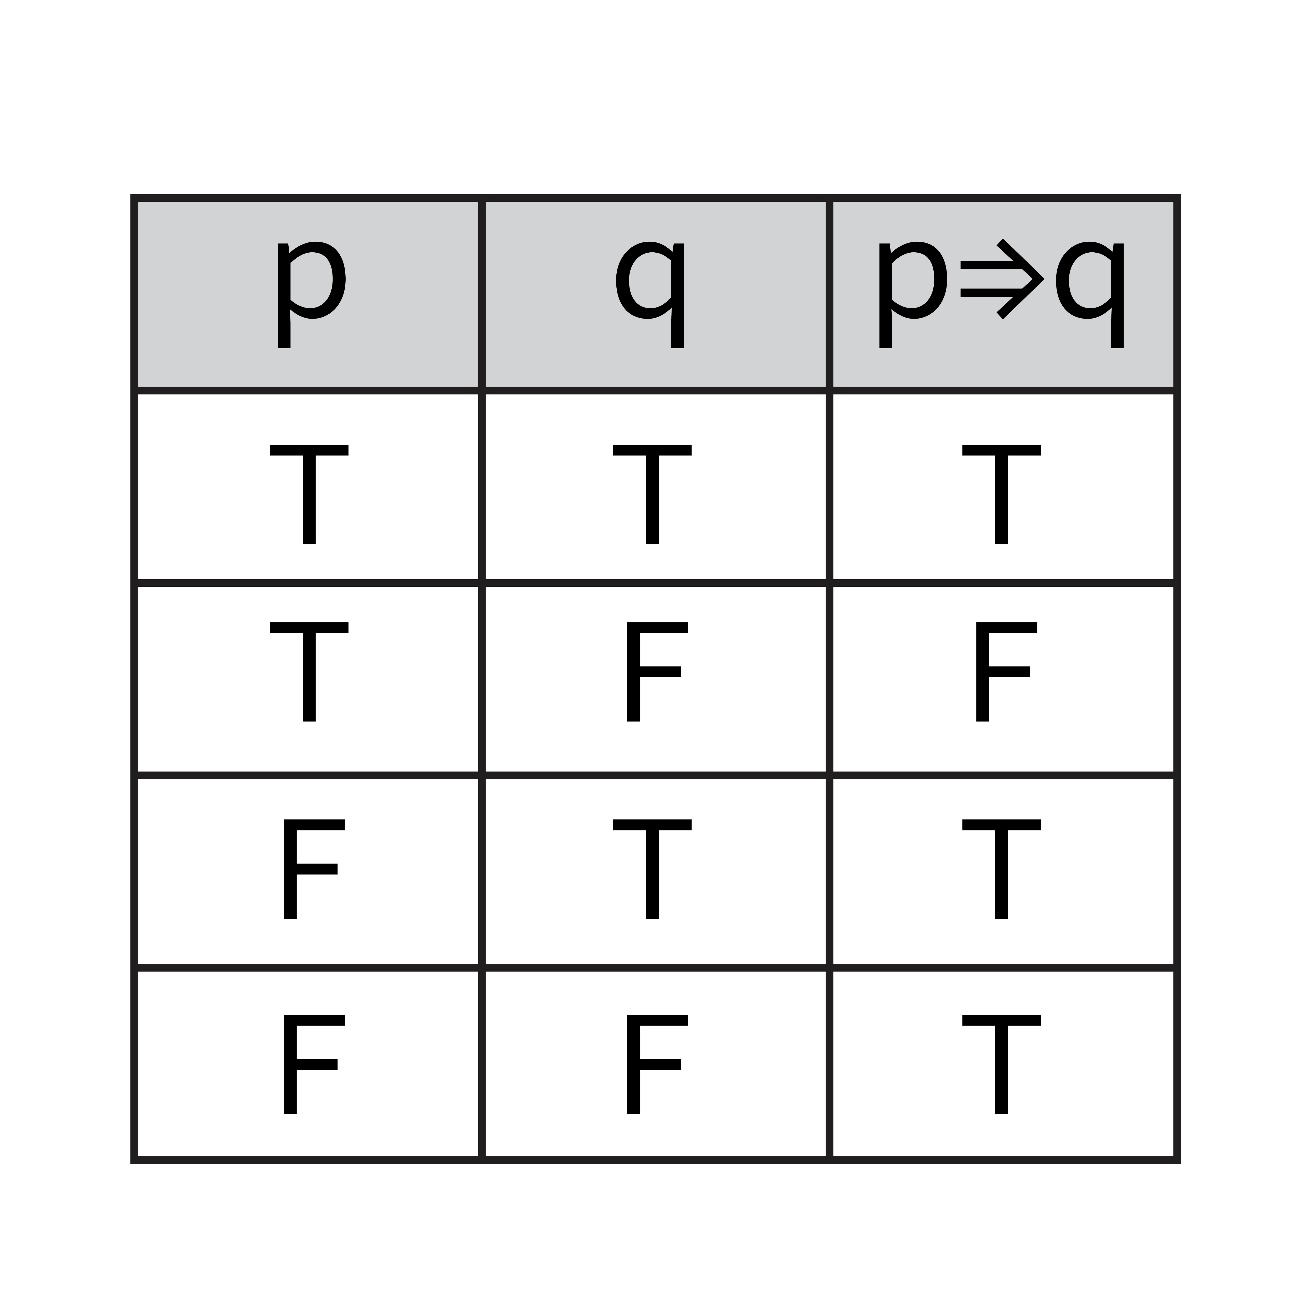 p q p⇒q
T T T
T F F
F T T
F F T